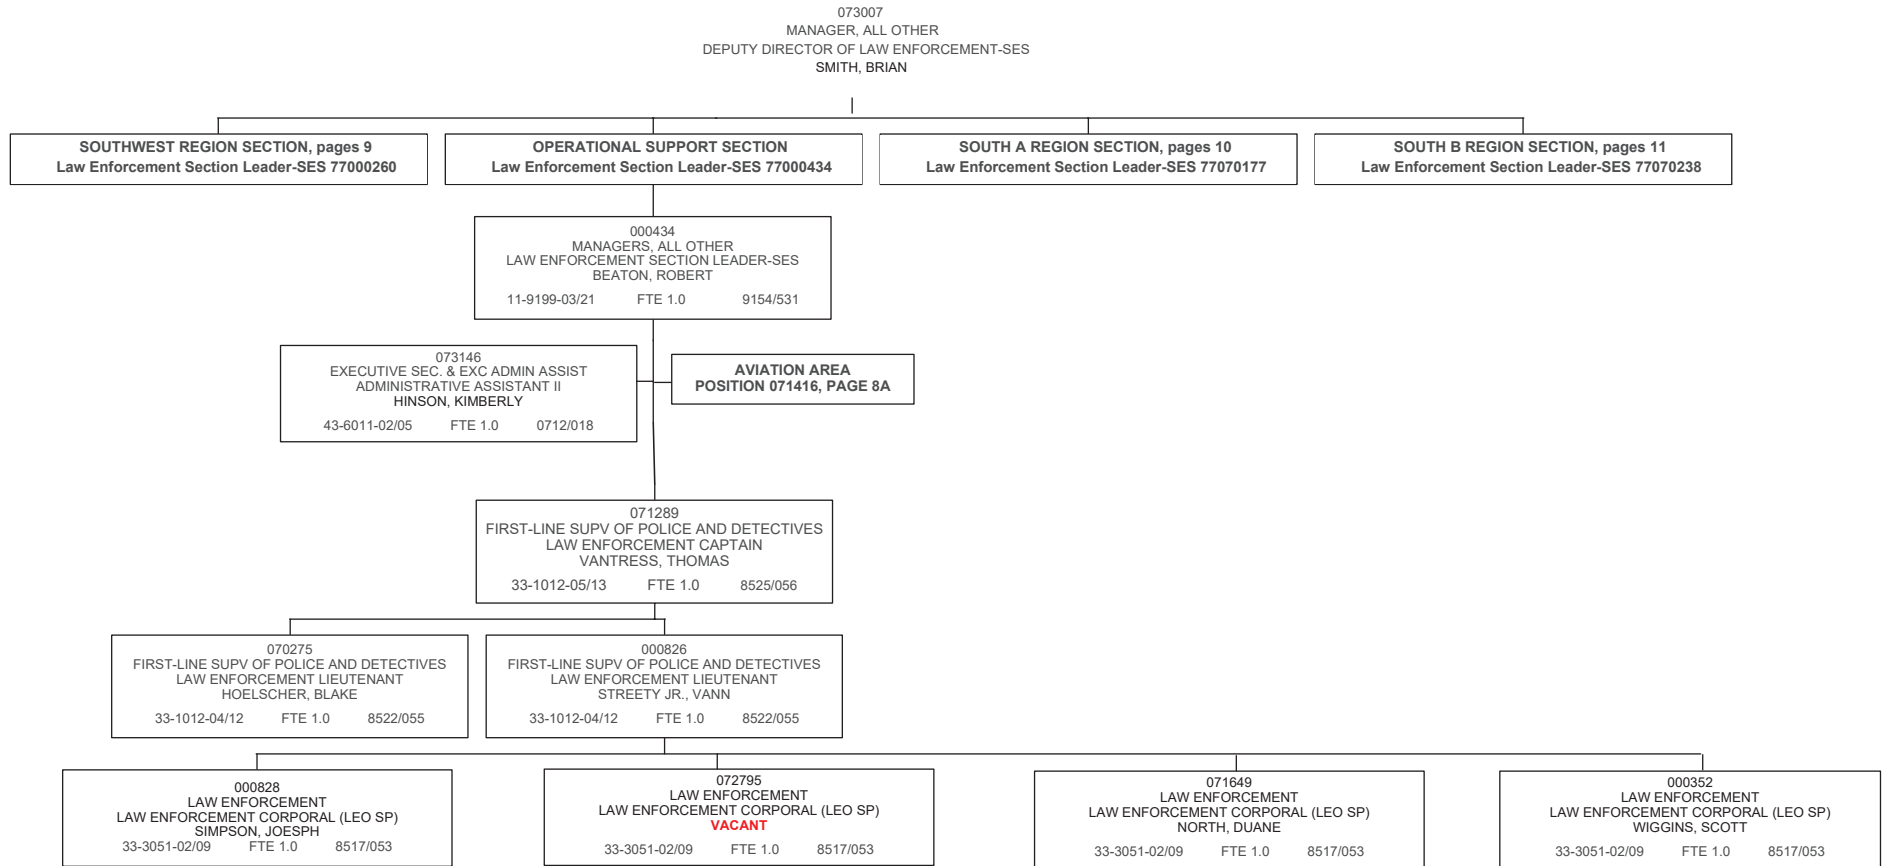 073007
MANAGER, ALL OTHER
DEPUTY DIRECTOR OF LAW ENFORCEMENT-SES
SMITH, BRIAN
SOUTHWEST REGION SECTION, pages 9
Law Enforcement Section Leader-SES 77000260
OPERATIONAL SUPPORT SECTION
Law Enforcement Section Leader-SES 77000434
SOUTH A REGION SECTION, pages 10
Law Enforcement Section Leader-SES 77070177
SOUTH B REGION SECTION, pages 11
Law Enforcement Section Leader-SES 77070238
000434
MANAGERS, ALL OTHER
LAW ENFORCEMENT SECTION LEADER-SES
BEATON, ROBERT
11-9199-03/21 FTE 1.0 9154/531
073146
EXECUTIVE SEC. & EXC ADMIN ASSIST
ADMINISTRATIVE ASSISTANT II
HINSON, KIMBERLY
43-6011-02/05 FTE 1.0 0712/018
AVIATION AREA
POSITION 071416, PAGE 8A
071289
FIRST-LINE SUPV OF POLICE AND DETECTIVES
LAW ENFORCEMENT CAPTAIN
VANTRESS, THOMAS
33-1012-05/13 FTE 1.0 8525/056
070275
FIRST-LINE SUPV OF POLICE AND DETECTIVES
LAW ENFORCEMENT LIEUTENANT
HOELSCHER, BLAKE
33-1012-04/12 FTE 1.0 8522/055
000826
FIRST-LINE SUPV OF POLICE AND DETECTIVES
LAW ENFORCEMENT LIEUTENANT
STREETY JR., VANN
33-1012-04/12 FTE 1.0 8522/055
000828
LAW ENFORCEMENT
LAW ENFORCEMENT CORPORAL (LEO SP)
SIMPSON, JOESPH
33-3051-02/09 FTE 1.0 8517/053
072795
LAW ENFORCEMENT
LAW ENFORCEMENT CORPORAL (LEO SP)
VACANT
33-3051-02/09 FTE 1.0 8517/053
071649
LAW ENFORCEMENT
LAW ENFORCEMENT CORPORAL (LEO SP)
NORTH, DUANE
33-3051-02/09 FTE 1.0 8517/053
000352
LAW ENFORCEMENT
LAW ENFORCEMENT CORPORAL (LEO SP)
WIGGINS, SCOTT
33-3051-02/09 FTE 1.0 8517/053